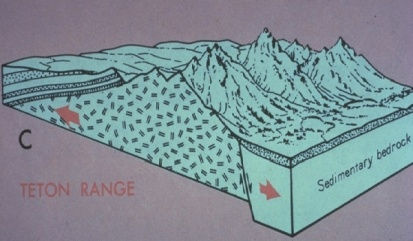 C
TETON RANGE
Sedimentary bedrock